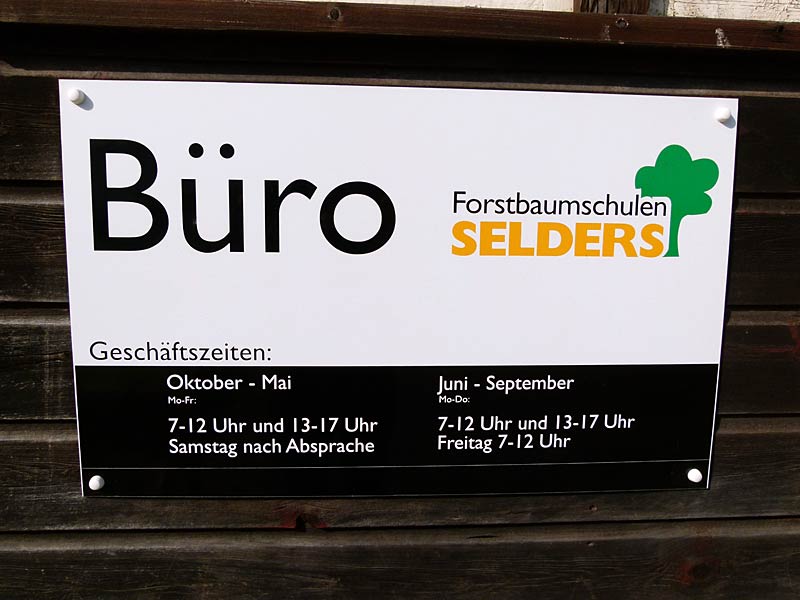 Büro
Forstbaumschulen
SELDERS
Geschäftszeiten:
Oktober - Mai
Mo-Fr:
7-12 Uhr und 13-17 Uhr
Samstag nach Absprache
Juni - September
Mo-Do:
7-12 Uhr und 13-17 Uhr
Freitag 7-12 Uhr